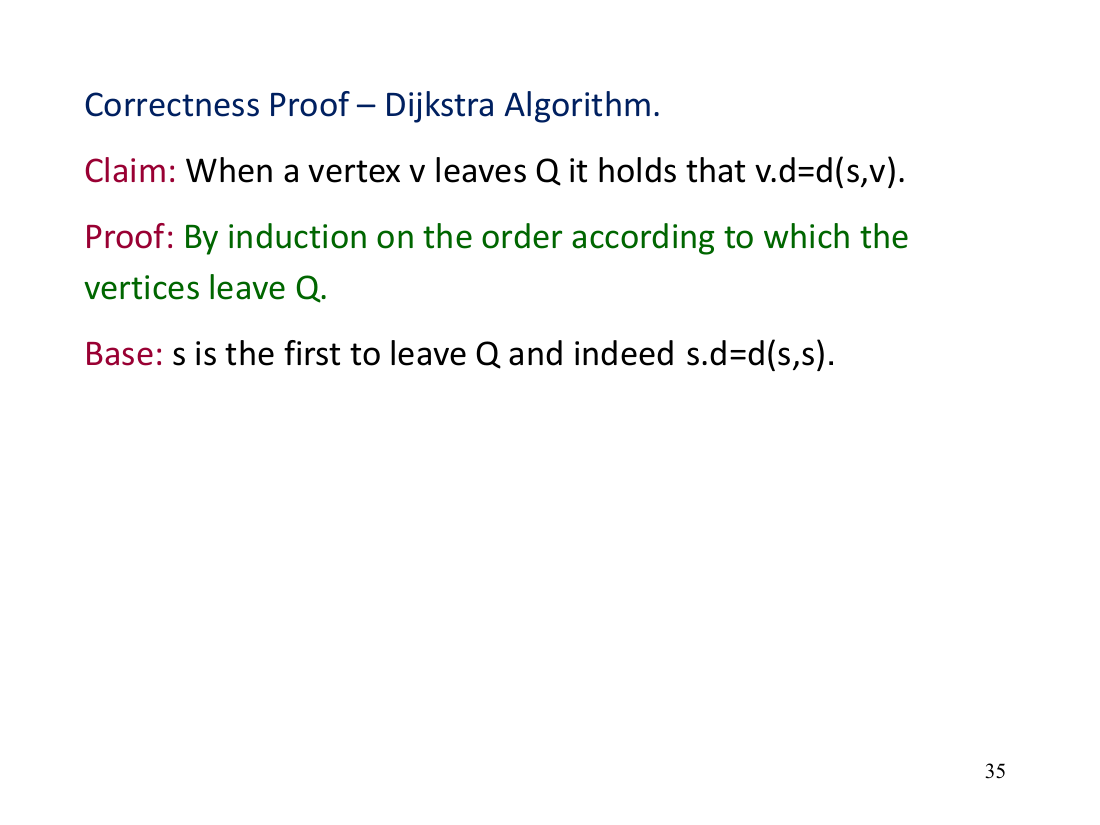 Correctness Proof – Dijkstra Algorithm.
Claim: When a vertex v leaves Q it holds that v.d=d(s,v).
Proof: By induction on the order according to which the
vertices leave Q.
Base: s is the first to leave Q and indeed s.d=d(s,s).
35